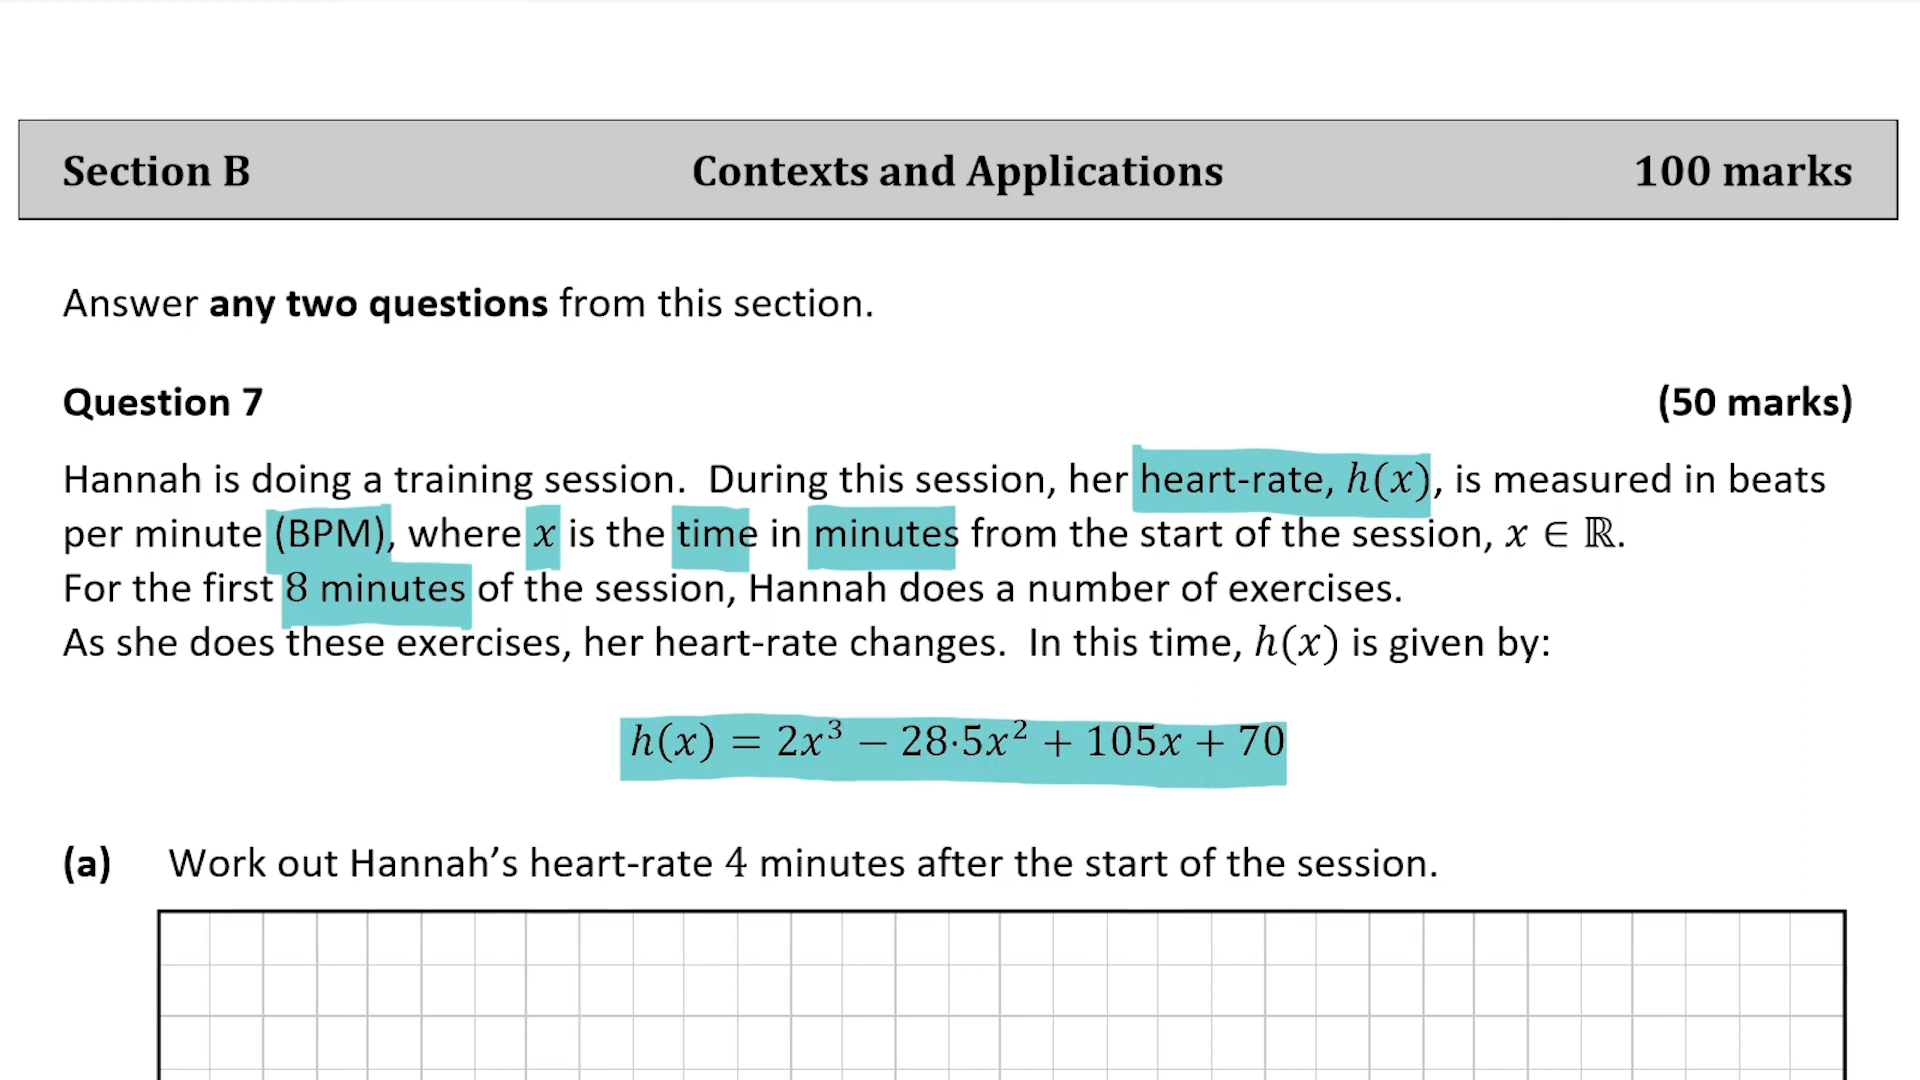 Section B Contexts and Applications 100 marks
Answer any two questions from this section.
Question 7 (50 marks)
Hannah is doing a training session. During this session, her heart-rate, h(x), is measured in beats
per minute (BPM), where x is the time in minutes from the start of the session, x ∈ ℝ.
For the first 8 minutes of the session, Hannah does a number of exercises.
As she does these exercises, her heart-rate changes. In this time, h(x) is given by:
h(x) = 2x³ − 28·5x² + 105x + 70
(a) Work out Hannah’s heart-rate 4 minutes after the start of the session.